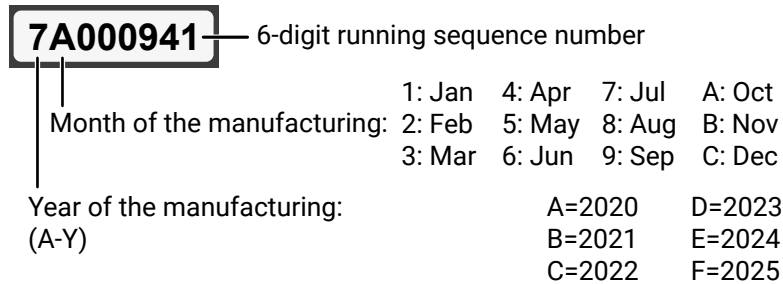 7A000941 6-digit running sequence number
1: Jan 4: Apr 7: Jul A: Oct
Month of the manufacturing: 2: Feb 5: May 8: Aug B: Nov
3: Mar 6: Jun 9: Sep C: Dec
Year of the manufacturing: A=2020 D=2023
(A-Y) B=2021 E=2024
C=2022 F=2025